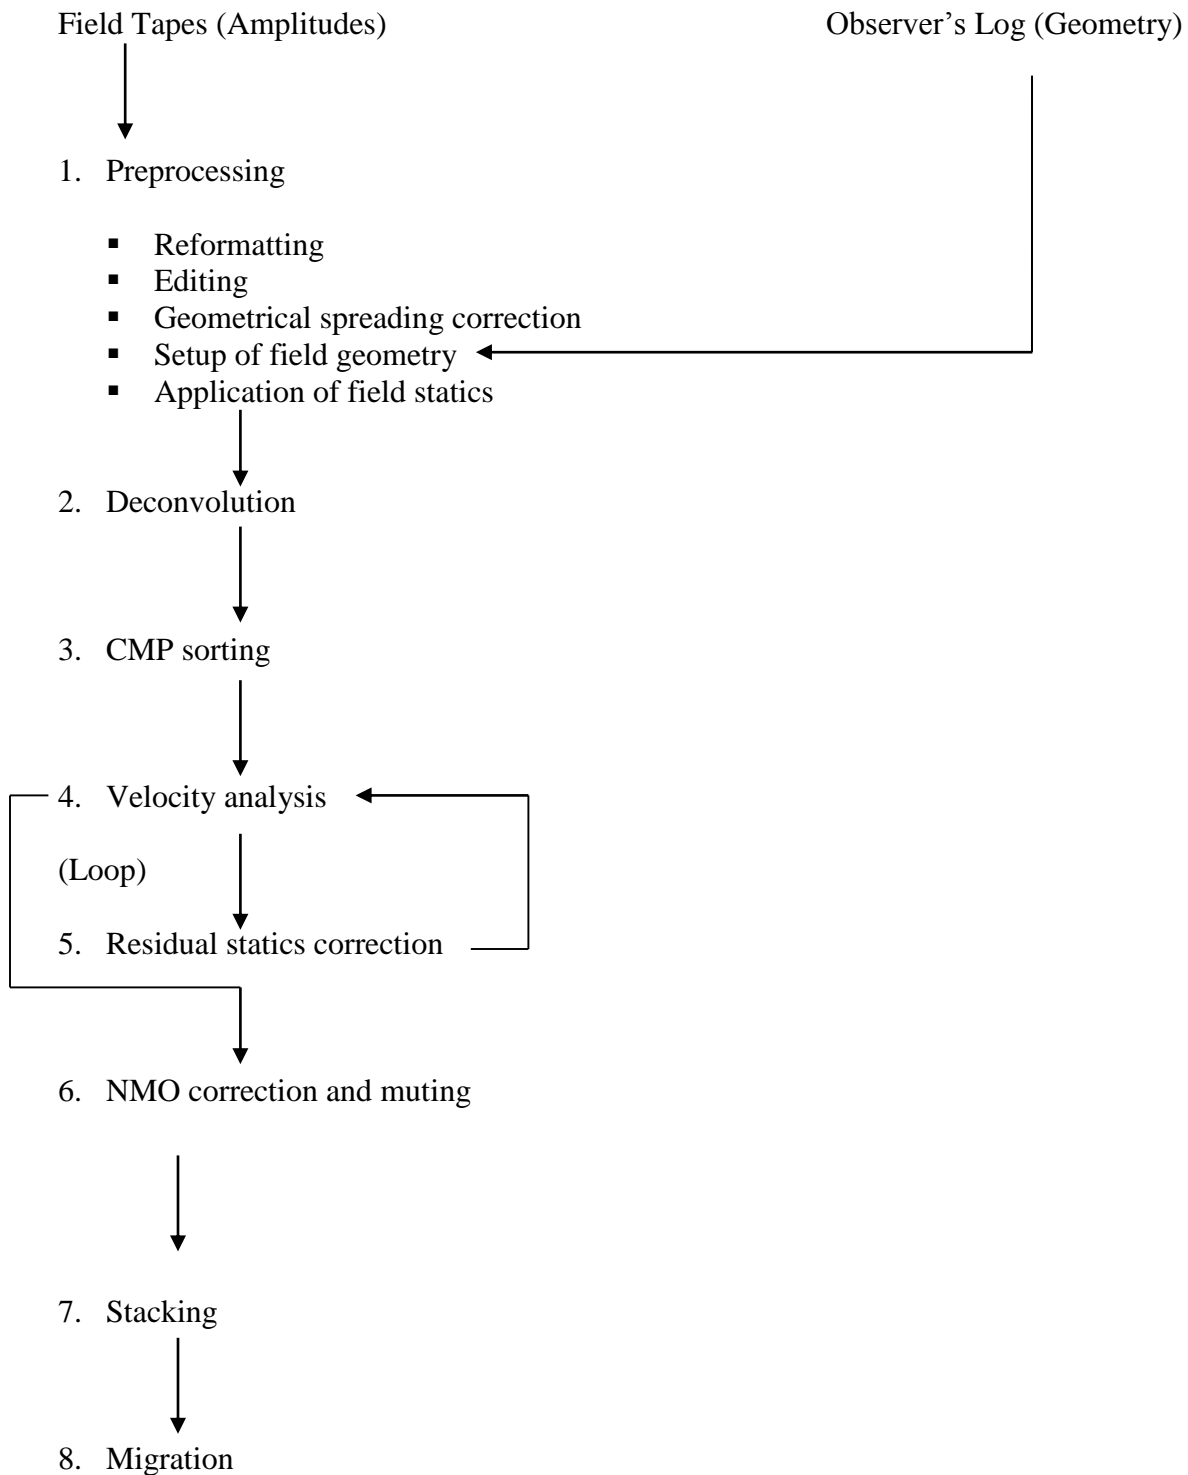 Field Tapes (Amplitudes) Observer’s Log (Geometry)
1. Preprocessing
▪ Reformatting
▪ Editing
▪ Geometrical spreading correction
▪ Setup of field geometry
▪ Application of field statics
2. Deconvolution
3. CMP sorting
4. Velocity analysis
(Loop)
5. Residual statics correction
6. NMO correction and muting
7. Stacking
8. Migration